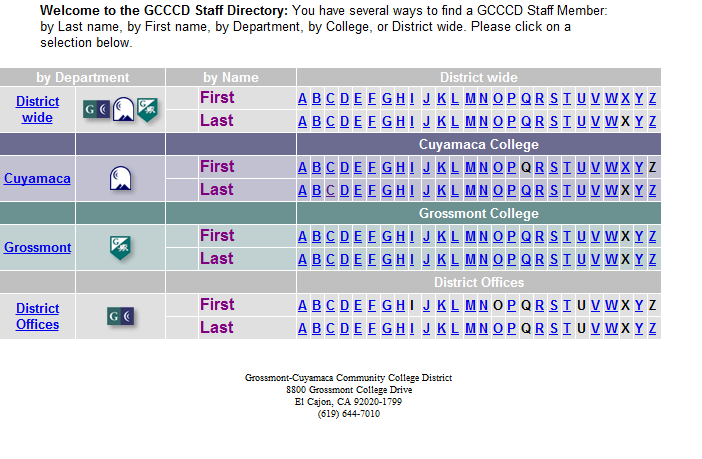 Welcome to the GCCCD Staff Directory: You have several ways to find a GCCCD Staff Member:
by Last name, by First name, by Department, by College, or District wide. Please click on a
selection below.
by Department by Name District wide
District wide
First A B C D E F G H I J K L M N O P Q R S T U V W X Y Z
Last A B C D E F G H I J K L M N O P Q R S T U V W X Y Z
Cuyamaca College
Cuyamaca
First A B C D E F G H I J K L M N O P Q R S T U V W X Y Z
Last A B C D E F G H I J K L M N O P Q R S T U V W X Y Z
Grossmont College
Grossmont
First A B C D E F G H I J K L M N O P Q R S T U V W X Y Z
Last A B C D E F G H I J K L M N O P Q R S T U V W X Y Z
District Offices
District
Offices
First A B C D E F G H I J K L M N O P Q R S T U V W X Y Z
Last A B C D E F G H I J K L M N O P Q R S T U V W X Y Z
Grossmont-Cuyamaca Community College District
8800 Grossmont College Drive
El Cajon, CA 92020-1799
(619) 644-7010